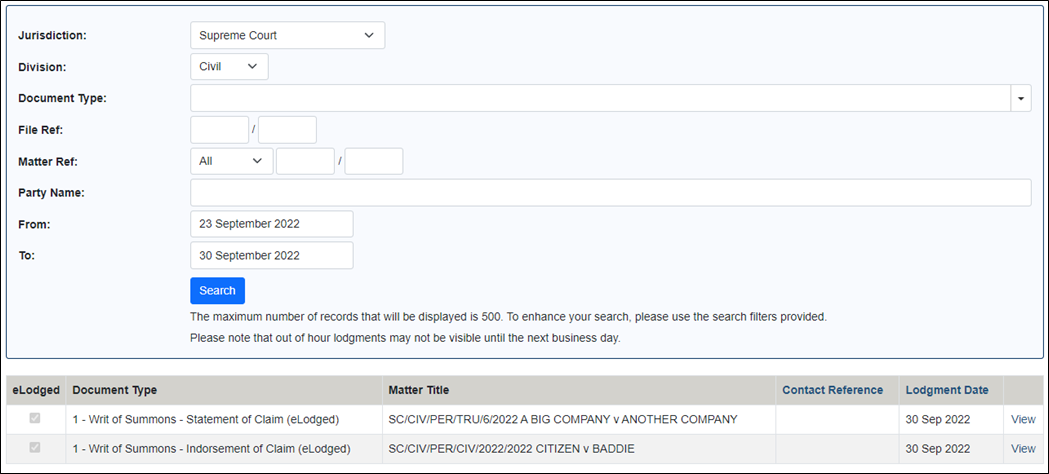 Jurisdiction: Supreme Court
Division: Civil
Document Type:
File Ref: /
Matter Ref: All /
Party Name:
From: 23 September 2022
To: 30 September 2022
Search
The maximum number of records that will be displayed is 500. To enhance your search, please use the search filters provided.
Please note that out of hour lodgments may not be visible until the next business day.
eLodged Document Type Matter Title Contact Reference Lodgment Date
1 - Writ of Summons - Statement of Claim (eLodged) SC/CIV/PER/TRU/6/2022 A BIG COMPANY v ANOTHER COMPANY 30 Sep 2022 View
1 - Writ of Summons - Indorsement of Claim (eLodged) SC/CIV/PER/CIV/2022/2022 CITIZEN v BADDIE 30 Sep 2022 View